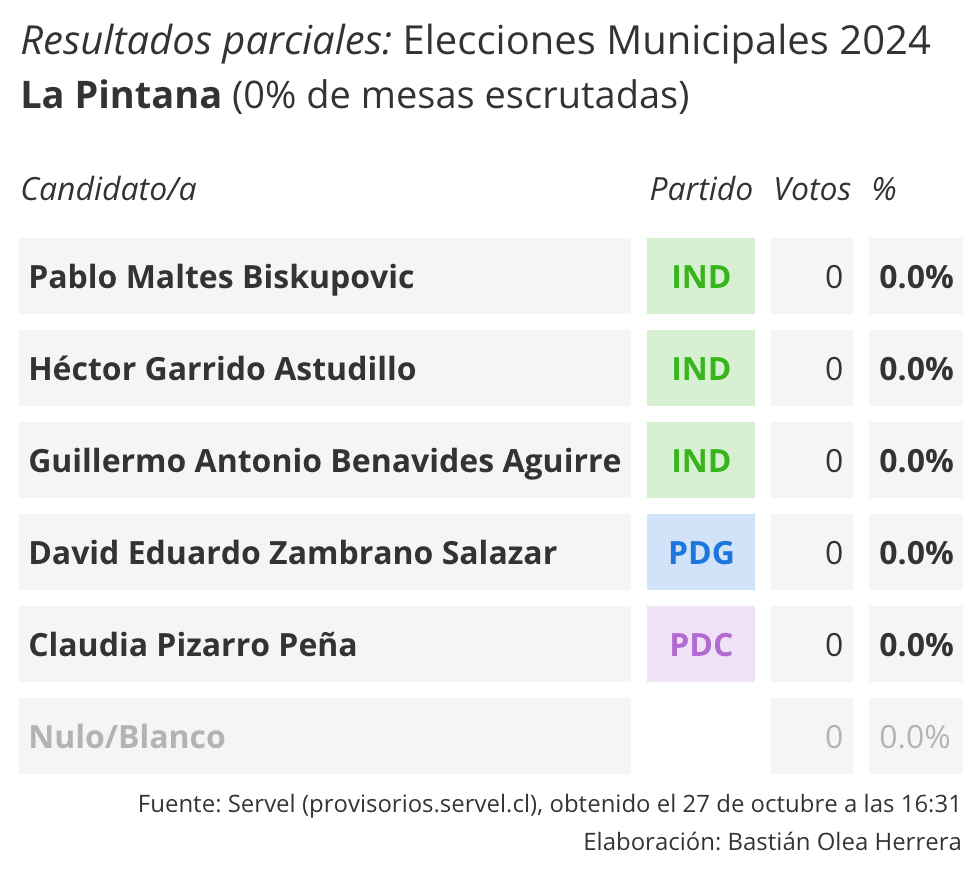 Resultados parciales: Elecciones Municipales 2024
La Pintana (0% de mesas escrutadas)
Candidato/a Partido Votos %
Pablo Maltes Biskupovic IND 0 0.0%
Héctor Garrido Astudillo IND 0 0.0%
Guillermo Antonio Benavides Aguirre IND 0 0.0%
David Eduardo Zambrano Salazar PDG 0 0.0%
Claudia Pizarro Peña PDC 0 0.0%
Nulo/Blanco 0 0.0%
Fuente: Servel (provisorios.servel.cl), obtenido el 27 de octubre a las 16:31
Elaboración: Bastián Olea Herrera